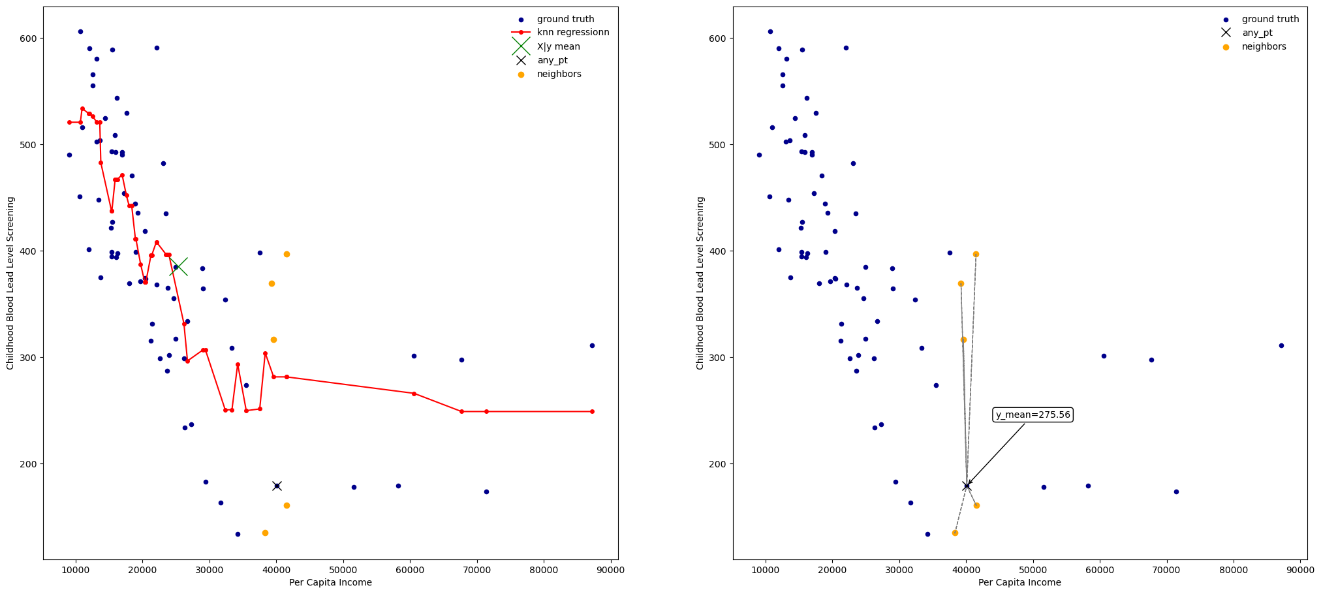 600
500
400
300
200
Childhood Blood Lead Level Screening
10000
20000
30000
40000
50000
60000
70000
80000
90000
Per Capita Income
ground truth
knn regressionn
X|y mean
any_pt
neighbors
600
500
400
300
200
Childhood Blood Lead Level Screening
10000
20000
30000
40000
50000
60000
70000
80000
90000
Per Capita Income
ground truth
any_pt
neighbors
y_mean=275.56